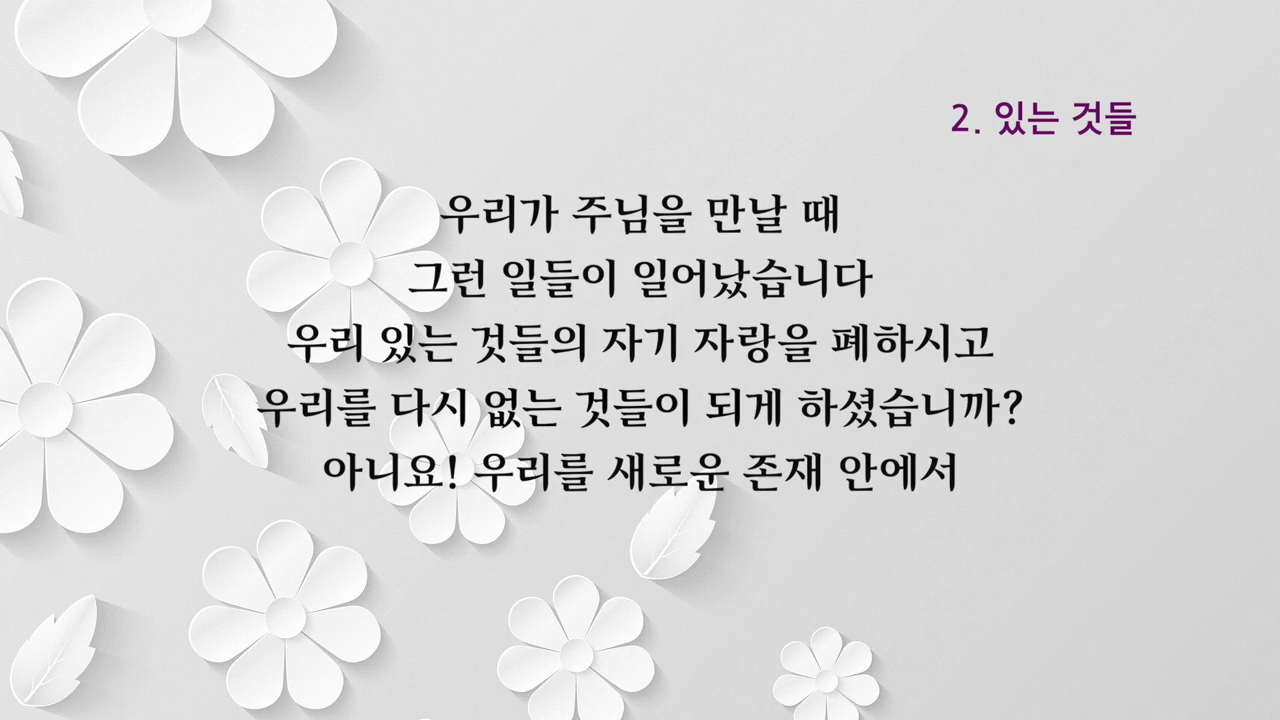 2. 있는 것들
우리가 주님을 만날 때
그런 일들이 일어났습니다
우리 있는 것들의 자기 자랑을 폐하시고
우리를 다시 없는 것들이 되게 하셨습니까?
아니요! 우리를 새로운 존재 안에서